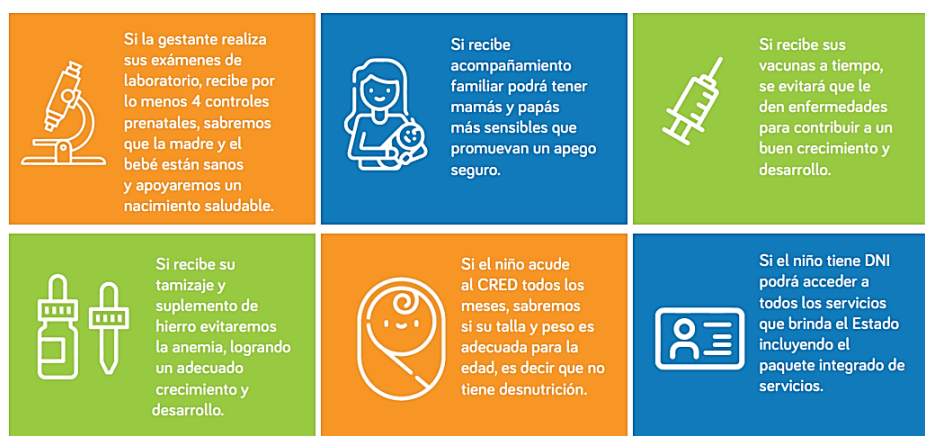 Si la gestante realiza
sus exámenes de
laboratorio, recibe por
lo menos 4 controles
prenatales, sabremos
que la madre y el
bebé están sanos
y apoyaremos un
nacimiento saludable.
Si recibe
acompañamiento
familiar podrá tener
mamás y papás
más sensibles que
promuevan un apego
seguro.
Si recibe sus
vacunas a tiempo,
se evitará que le
den enfermedades
para contribuir a un
buen crecimiento y
desarrollo.
Si recibe su
tamizaje y
suplemento de
hierro evitaremos
la anemia, logrando
un adecuado
crecimiento y
desarrollo.
Si el niño acude
al CRED todos los
meses, sabremos
si su talla y peso es
adecuada para la
edad, es decir que no
tiene desnutrición.
Si el niño tiene DNI
podrá acceder a
todos los servicios
que brinda el Estado
incluyendo el
paquete integrado de
servicios.